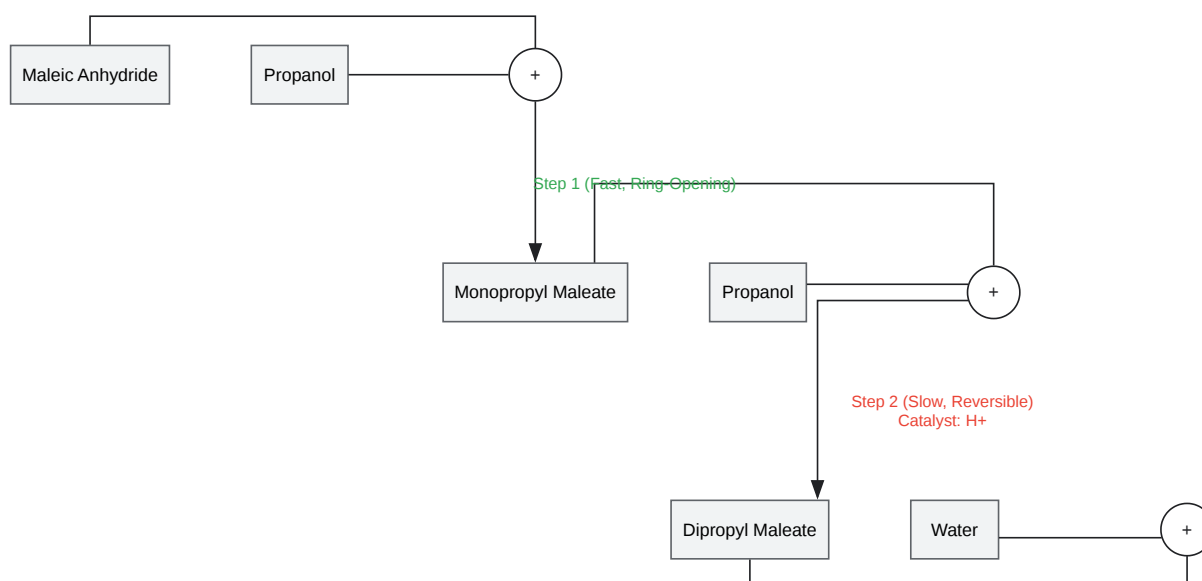 Maleic Anhydride
Propanol
+
Step 1 (Fast, Ring-Opening)
Monopropyl Maleate
Propanol
+
Step 2 (Slow, Reversible)
Catalyst: H+
Dipropyl Maleate
Water
+